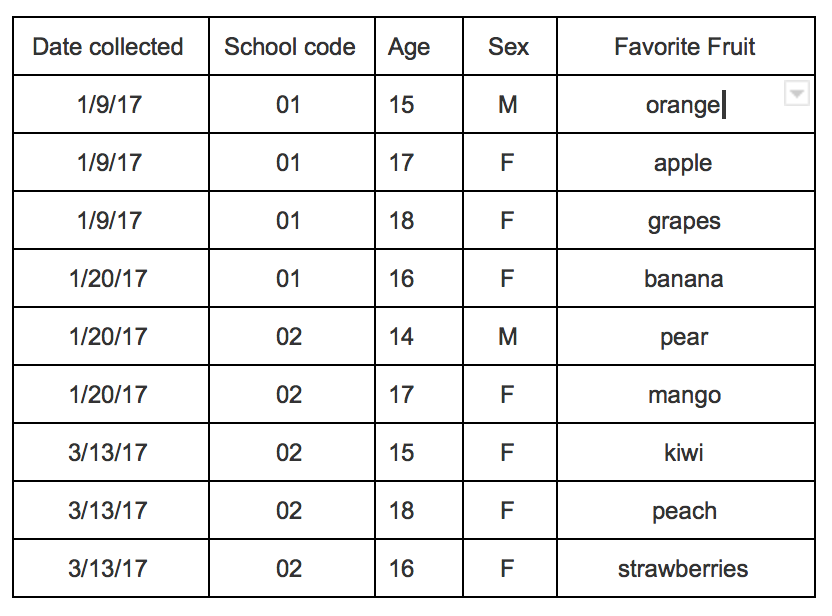 Date collected School code Age Sex Favorite Fruit
1/9/17 01 15 M orange
1/9/17 01 17 F apple
1/9/17 01 18 F grapes
1/20/17 01 16 F banana
1/20/17 02 14 M pear
1/20/17 02 17 F mango
3/13/17 02 15 F kiwi
3/13/17 02 18 F peach
3/13/17 02 16 F strawberries